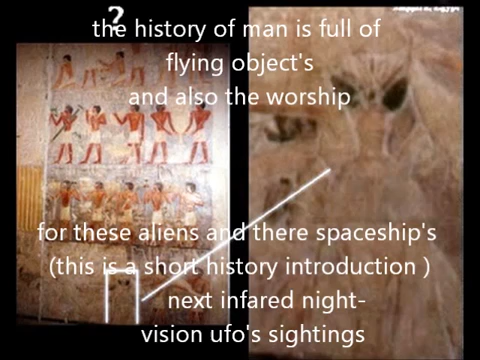 ?
the history of man is full of
flying object's
and also the worship
for these aliens and there spaceship's
(this is a short history introduction )
next infared night-
vision ufo's sightings